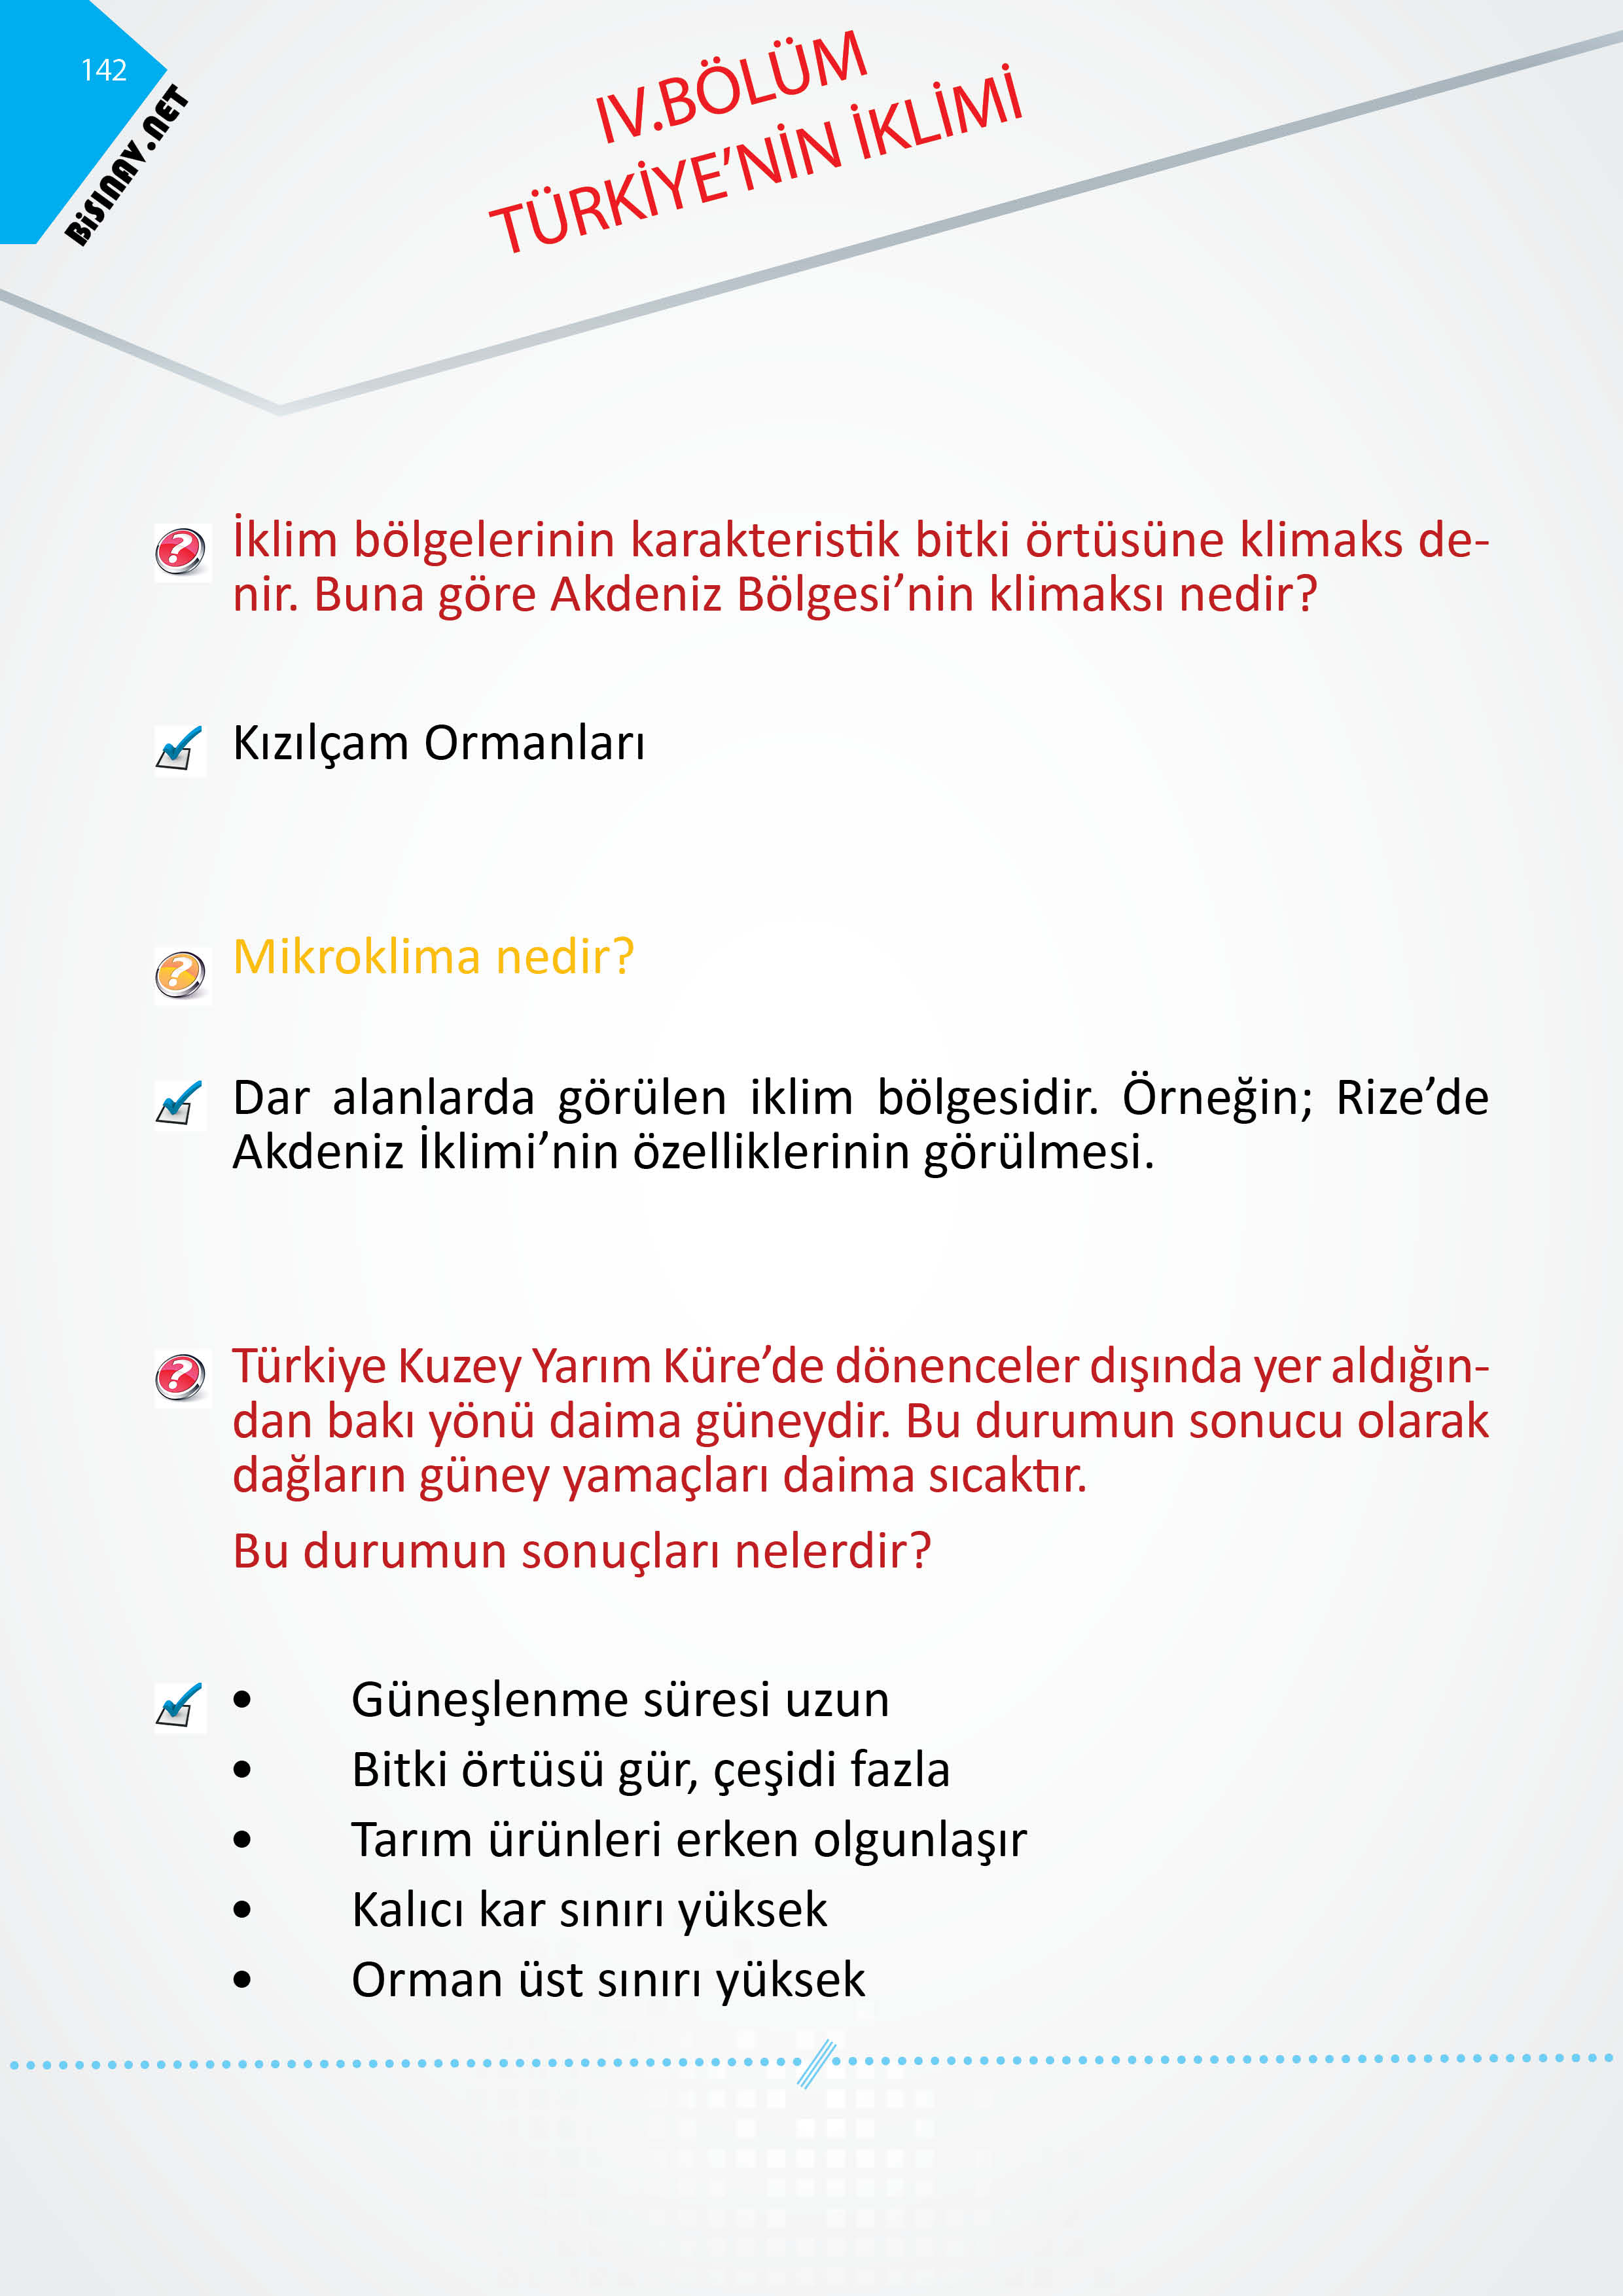 142
BiSINAV.NET
IV.BÖLÜM
TÜRKİYE’NİN İKLİMİ
İklim bölgelerinin karakteristik bitki örtüsüne klimaks de-
nir. Buna göre Akdeniz Bölgesi’nin klimaksı nedir?
Kızılçam Ormanları
Mikroklima nedir?
Dar alanlarda görülen iklim bölgesidir. Örneğin; Rize’de
Akdeniz İklimi’nin özelliklerinin görülmesi.
Türkiye Kuzey Yarım Küre’de dönenceler dışında yer aldığın-
dan bakı yönü daima güneydir. Bu durumun sonucu olarak
dağların güney yamaçları daima sıcaktır.
Bu durumun sonuçları nelerdir?
• Güneşlenme süresi uzun
• Bitki örtüsü gür, çeşidi fazla
• Tarım ürünleri erken olgunlaşır
• Kalıcı kar sınırı yüksek
• Orman üst sınırı yüksek